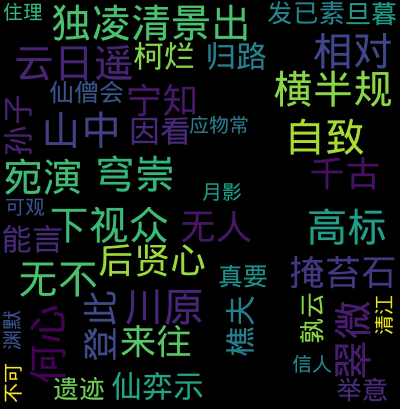 住理
独凌清景出
发已素旦暮
云日遥
柯烂
归路
相对
仙僧会
宁知
横半规
孙子
山中
因看
应物常
自致
宛演
穹崇
千古
月影
可观
下视众
无人
高标
能言
后贤心
无不
真要
掩苔石
川原
登此
渊默
何心
来往
樵夫
孰云
翠微
清江
信人
不可
遗迹
仙弈示
举意